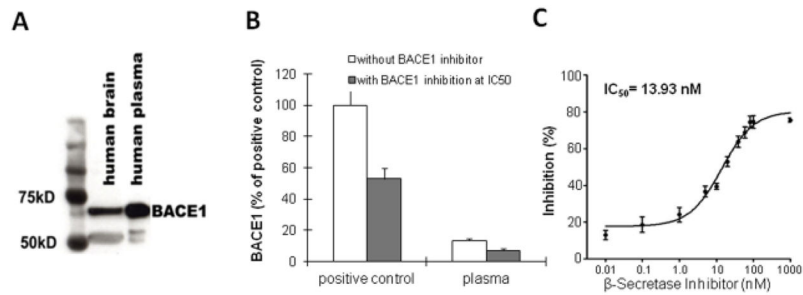 A
human brain
human plasma
75kD
BACE1
50kD
B
BACE1 (% of positive control)
without BACE1 inhibitor
with BACE1 inhibition at IC50
120
100
80
60
40
20
0
positive control
plasma
C
IC50= 13.93 nM
Inhibition (%)
100
80
60
40
20
0
0.01 0.1 1.0 10 100 1000
β-Secretase Inhibitor (nM)